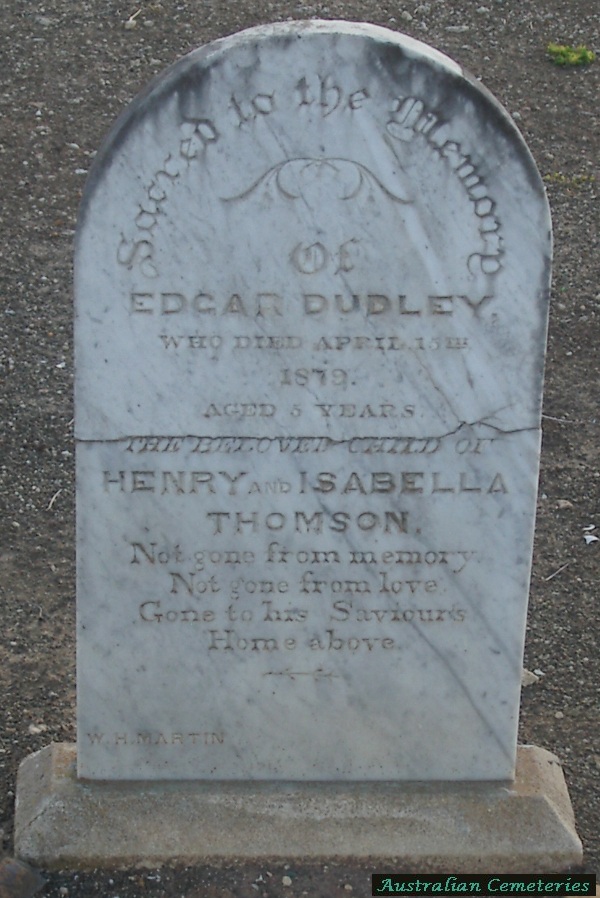 Sacred to the Memory
Of
EDGAR DUDLEY,
WHO DIED APRIL 15TH
1879.
AGED 5 YEARS.
THE BELOVED CHILD OF
HENRY AND ISABELLA
THOMSON.
Not gone from memory
Not gone from love.
Gone to his Saviour's
Home above.
W. H. MARTIN
Australian Cemeteries